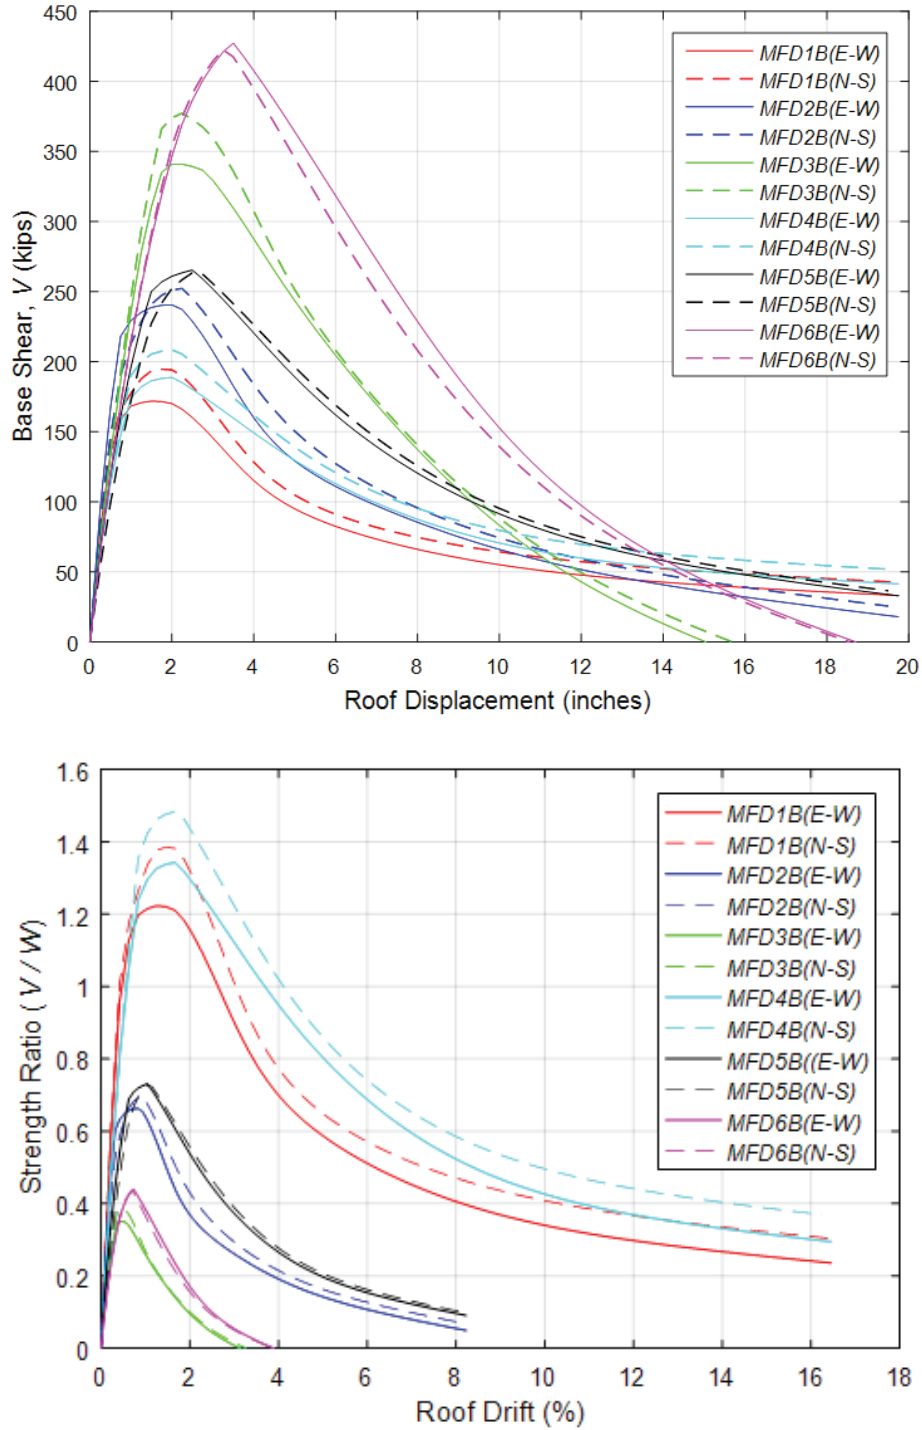 450
400
350
300
250
200
150
100
50
0
Base Shear, V (kips)
MFD1B(E-W)
MFD1B(N-S)
MFD2B(E-W)
MFD2B(N-S)
MFD3B(E-W)
MFD3B(N-S)
MFD4B(E-W)
MFD4B(N-S)
MFD5B(E-W)
MFD5B(N-S)
MFD6B(E-W)
MFD6B(N-S)
0 2 4 6 8 10 12 14 16 18 20
Roof Displacement (inches)
1.6
1.4
1.2
1
0.8
0.6
0.4
0.2
0
Strength Ratio ( V / W)
MFD1B(E-W)
MFD1B(N-S)
MFD2B(E-W)
MFD2B(N-S)
MFD3B(E-W)
MFD3B(N-S)
MFD4B(E-W)
MFD4B(N-S)
MFD5B((E-W)
MFD5B(N-S)
MFD6B(E-W)
MFD6B(N-S)
0 2 4 6 8 10 12 14 16 18
Roof Drift (%)